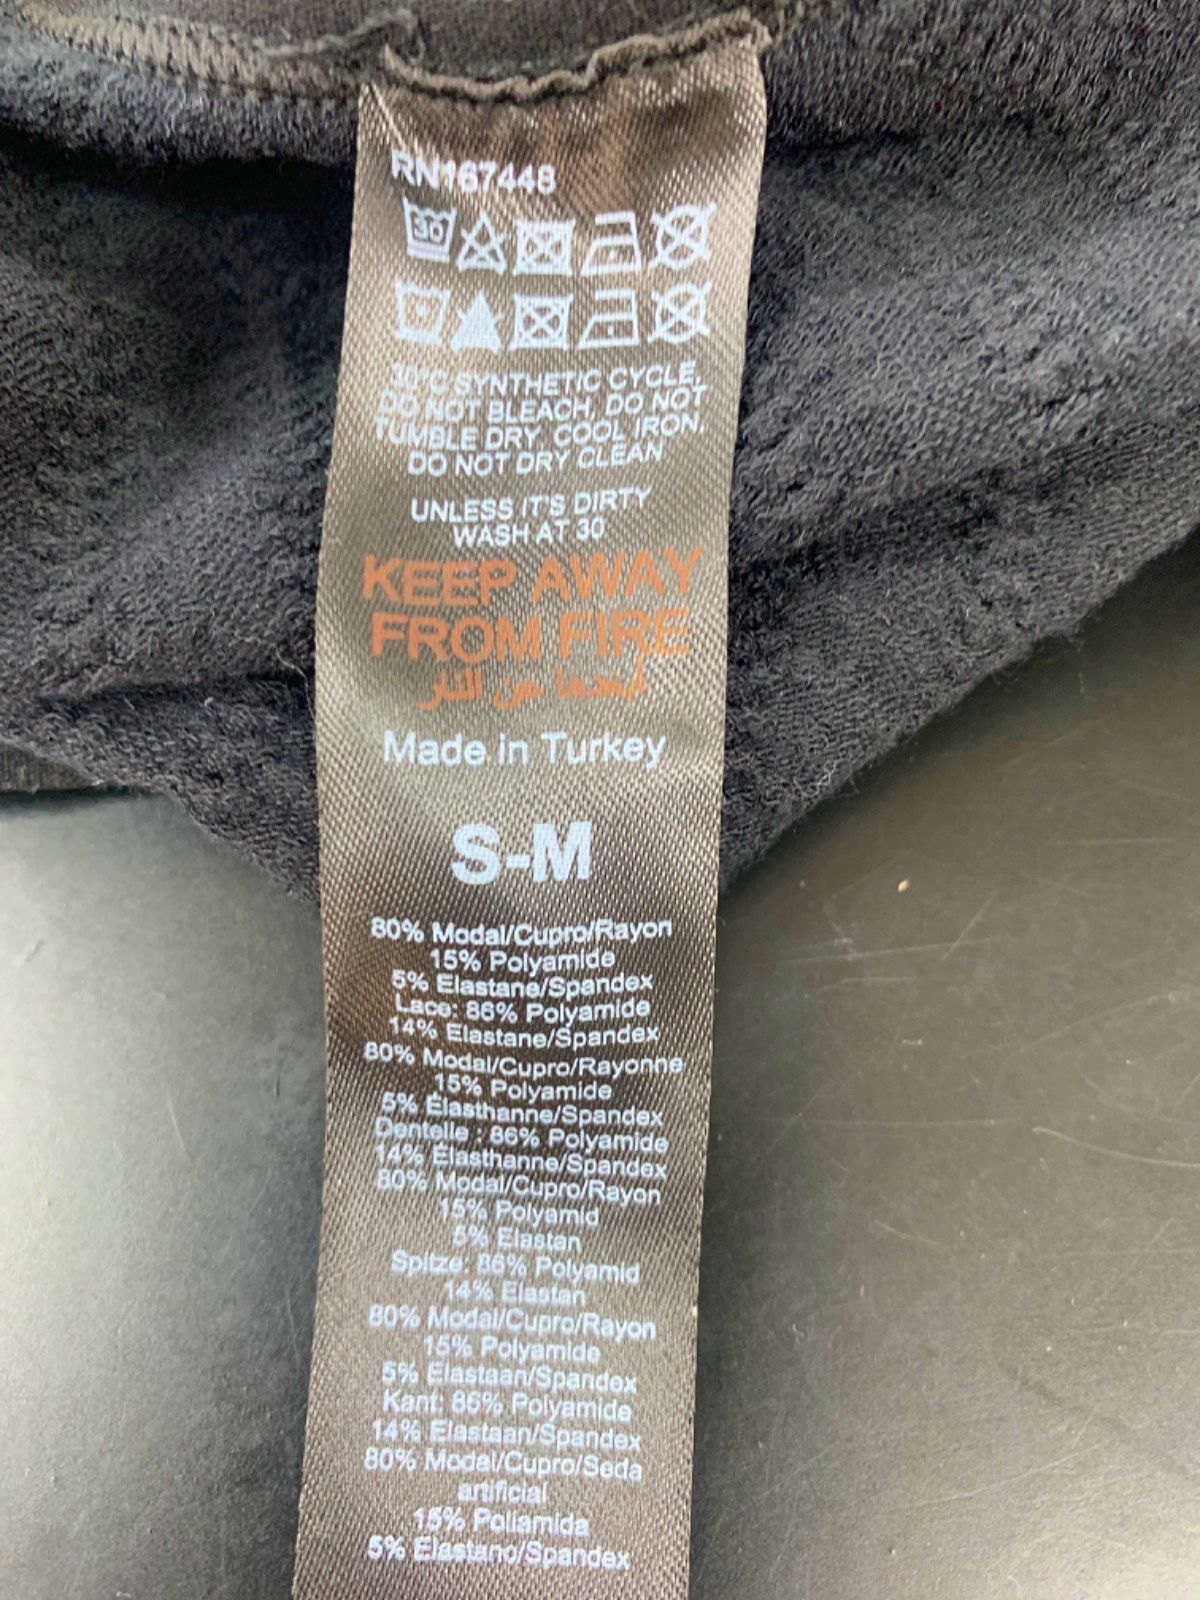 RN167448
30
30°C SYNTHETIC CYCLE,
DO NOT BLEACH, DO NOT
TUMBLE DRY, COOL IRON,
DO NOT DRY CLEAN
UNLESS IT'S DIRTY
WASH AT 30
KEEP AWAY
FROM FIRE
أبعدها عن النار
Made in Turkey
S-M
80% Modal/Cupro/Rayon
15% Polyamide
5% Elastane/Spandex
Lace: 86% Polyamide
14% Elastane/Spandex
80% Modal/Cupro/Rayonne
15% Polyamide
5% Élasthanne/Spandex
Dentelle : 86% Polyamide
14% Élasthanne/Spandex
80% Modal/Cupro/Rayon
15% Polyamid
5% Elastan
Spitze: 86% Polyamid
14% Elastan
80% Modal/Cupro/Rayon
15% Polyamide
5% Elastaan/Spandex
Kant: 86% Polyamide
14% Elastaan/Spandex
80% Modal/Cupro/Seda
artificial
15% Poliamida
5% Elastano/Spandex